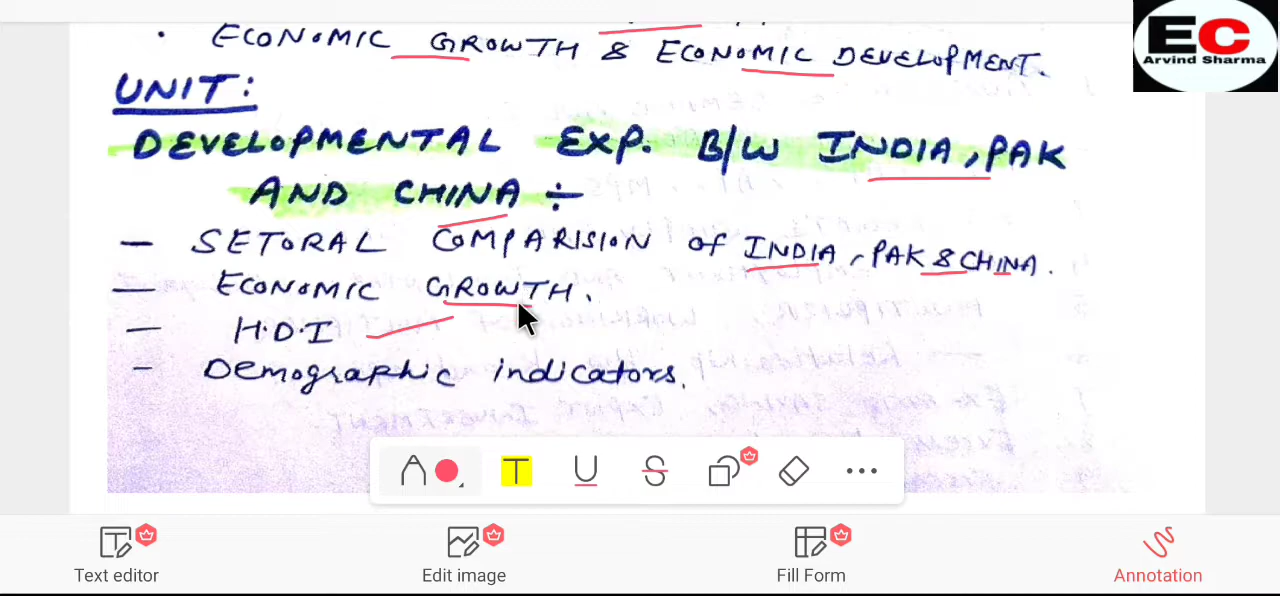 EC
Arvind Sharma
• ECONOMIC GROWTH & ECONOMIC DEVELOPMENT.
UNIT:
DEVELOPMENTAL EXP. B/W INDIA, PAK
AND CHINA ÷
- SETORAL COMPARISION of INDIA, PAK & CHINA.
- ECONOMIC GROWTH.
- H.D.I
- Demographic indicators.
T U S
Text editor
Edit image
Fill Form
Annotation